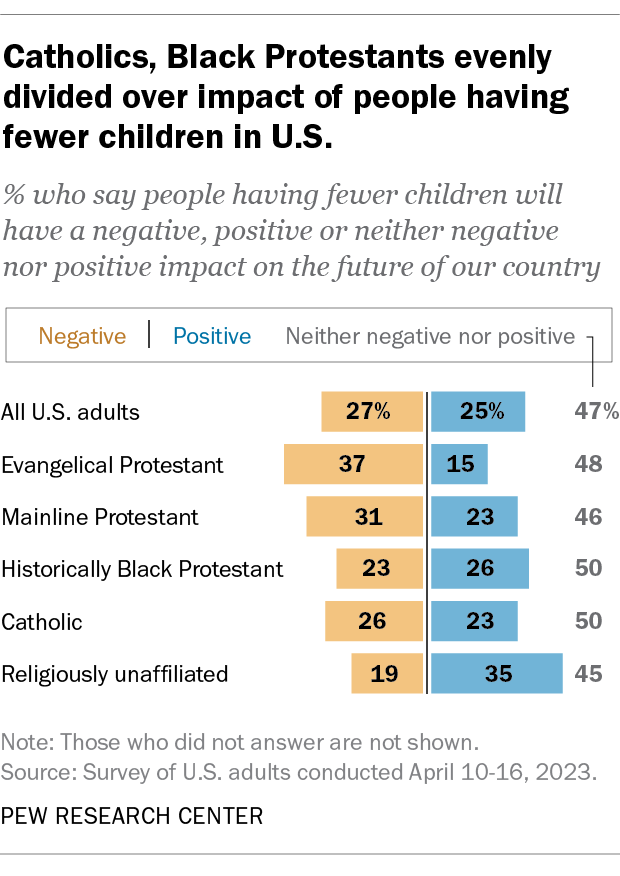 Catholics, Black Protestants evenly
divided over impact of people having
fewer children in U.S.
% who say people having fewer children will
have a negative, positive or neither negative
nor positive impact on the future of our country
Negative Positive Neither negative nor positive
All U.S. adults 27% 25% 47%
Evangelical Protestant 37 15 48
Mainline Protestant 31 23 46
Historically Black Protestant 23 26 50
Catholic 26 23 50
Religiously unaffiliated 19 35 45
Note: Those who did not answer are not shown.
Source: Survey of U.S. adults conducted April 10-16, 2023.
PEW RESEARCH CENTER